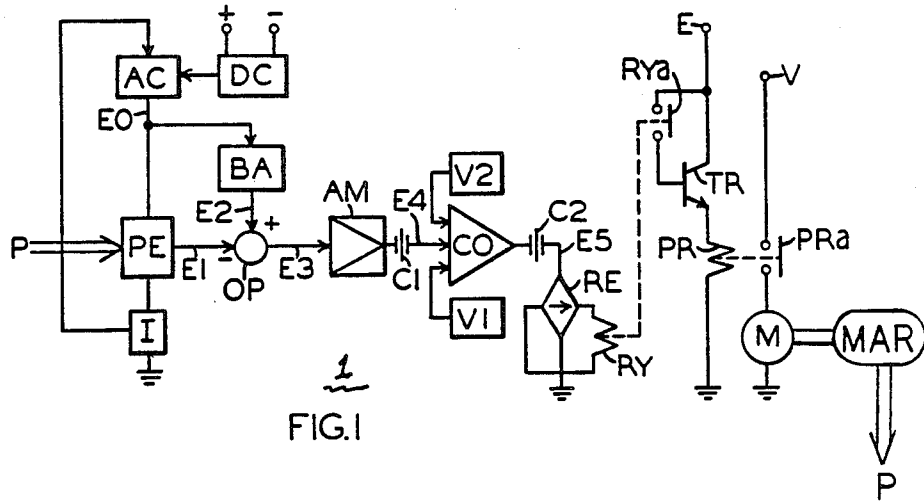 + -
E
AC
DC
RYa
V
E0
BA
V2
TR
AM
E4
C2
E2
+
P
PE
E1
-
OP
E3
C1
CO
E5
PR
PRa
RE
I
V1
RY
M
MAR
1
FIG.1
P